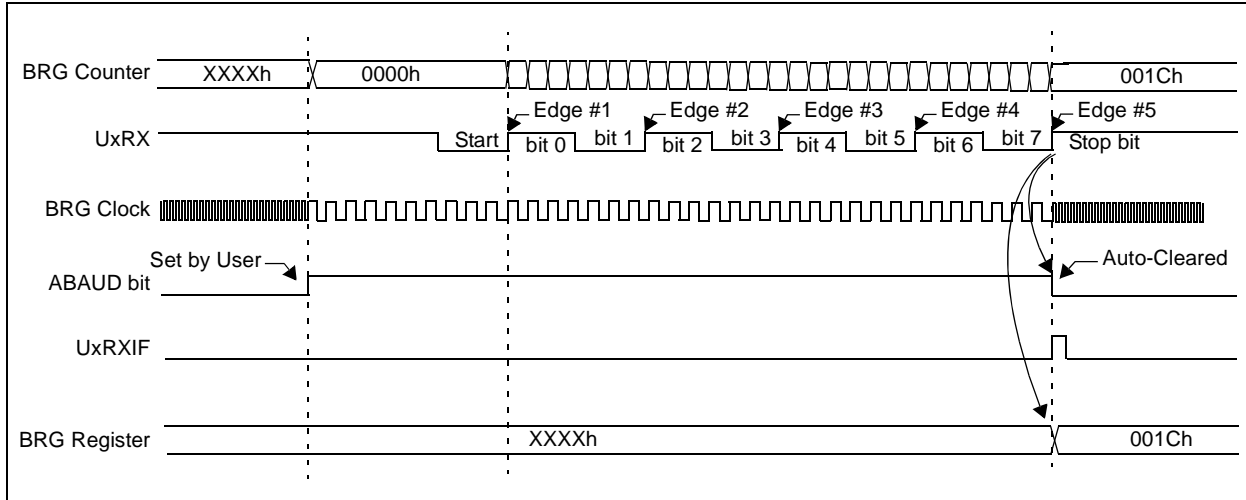 BRG Counter XXXXh 0000h 001Ch
Edge #1 Edge #2 Edge #3 Edge #4 Edge #5
UxRX Start bit 0 bit 1 bit 2 bit 3 bit 4 bit 5 bit 6 bit 7 Stop bit
BRG Clock
Set by User Auto-Cleared
ABAUD bit
UxRXIF
BRG Register XXXXh 001Ch